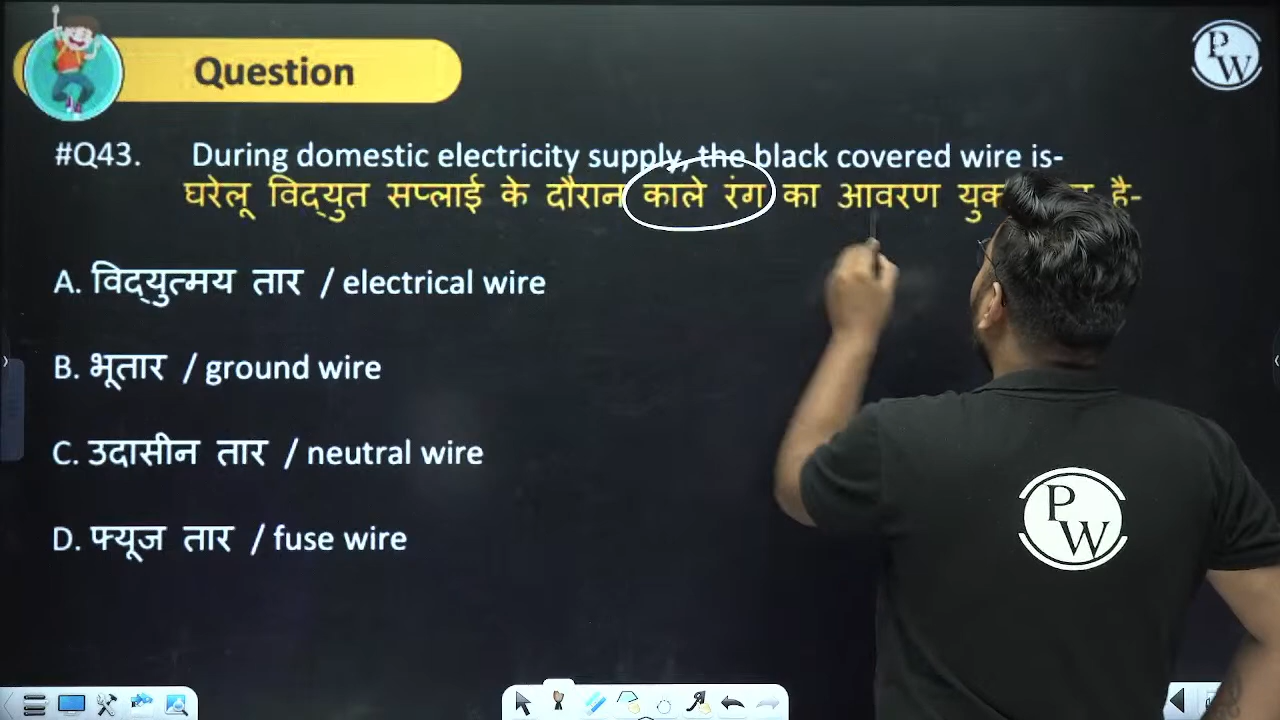 Question
P
W
#Q43. During domestic electricity supply, the black covered wire is-
घरेलू विद्युत सप्लाई के दौरान काले रंग का आवरण है-
A. विद्युत्मय तार / electrical wire
B. भूतार / ground wire
C. उदासीन तार / neutral wire
D. फ्यूज तार / fuse wire
P
W